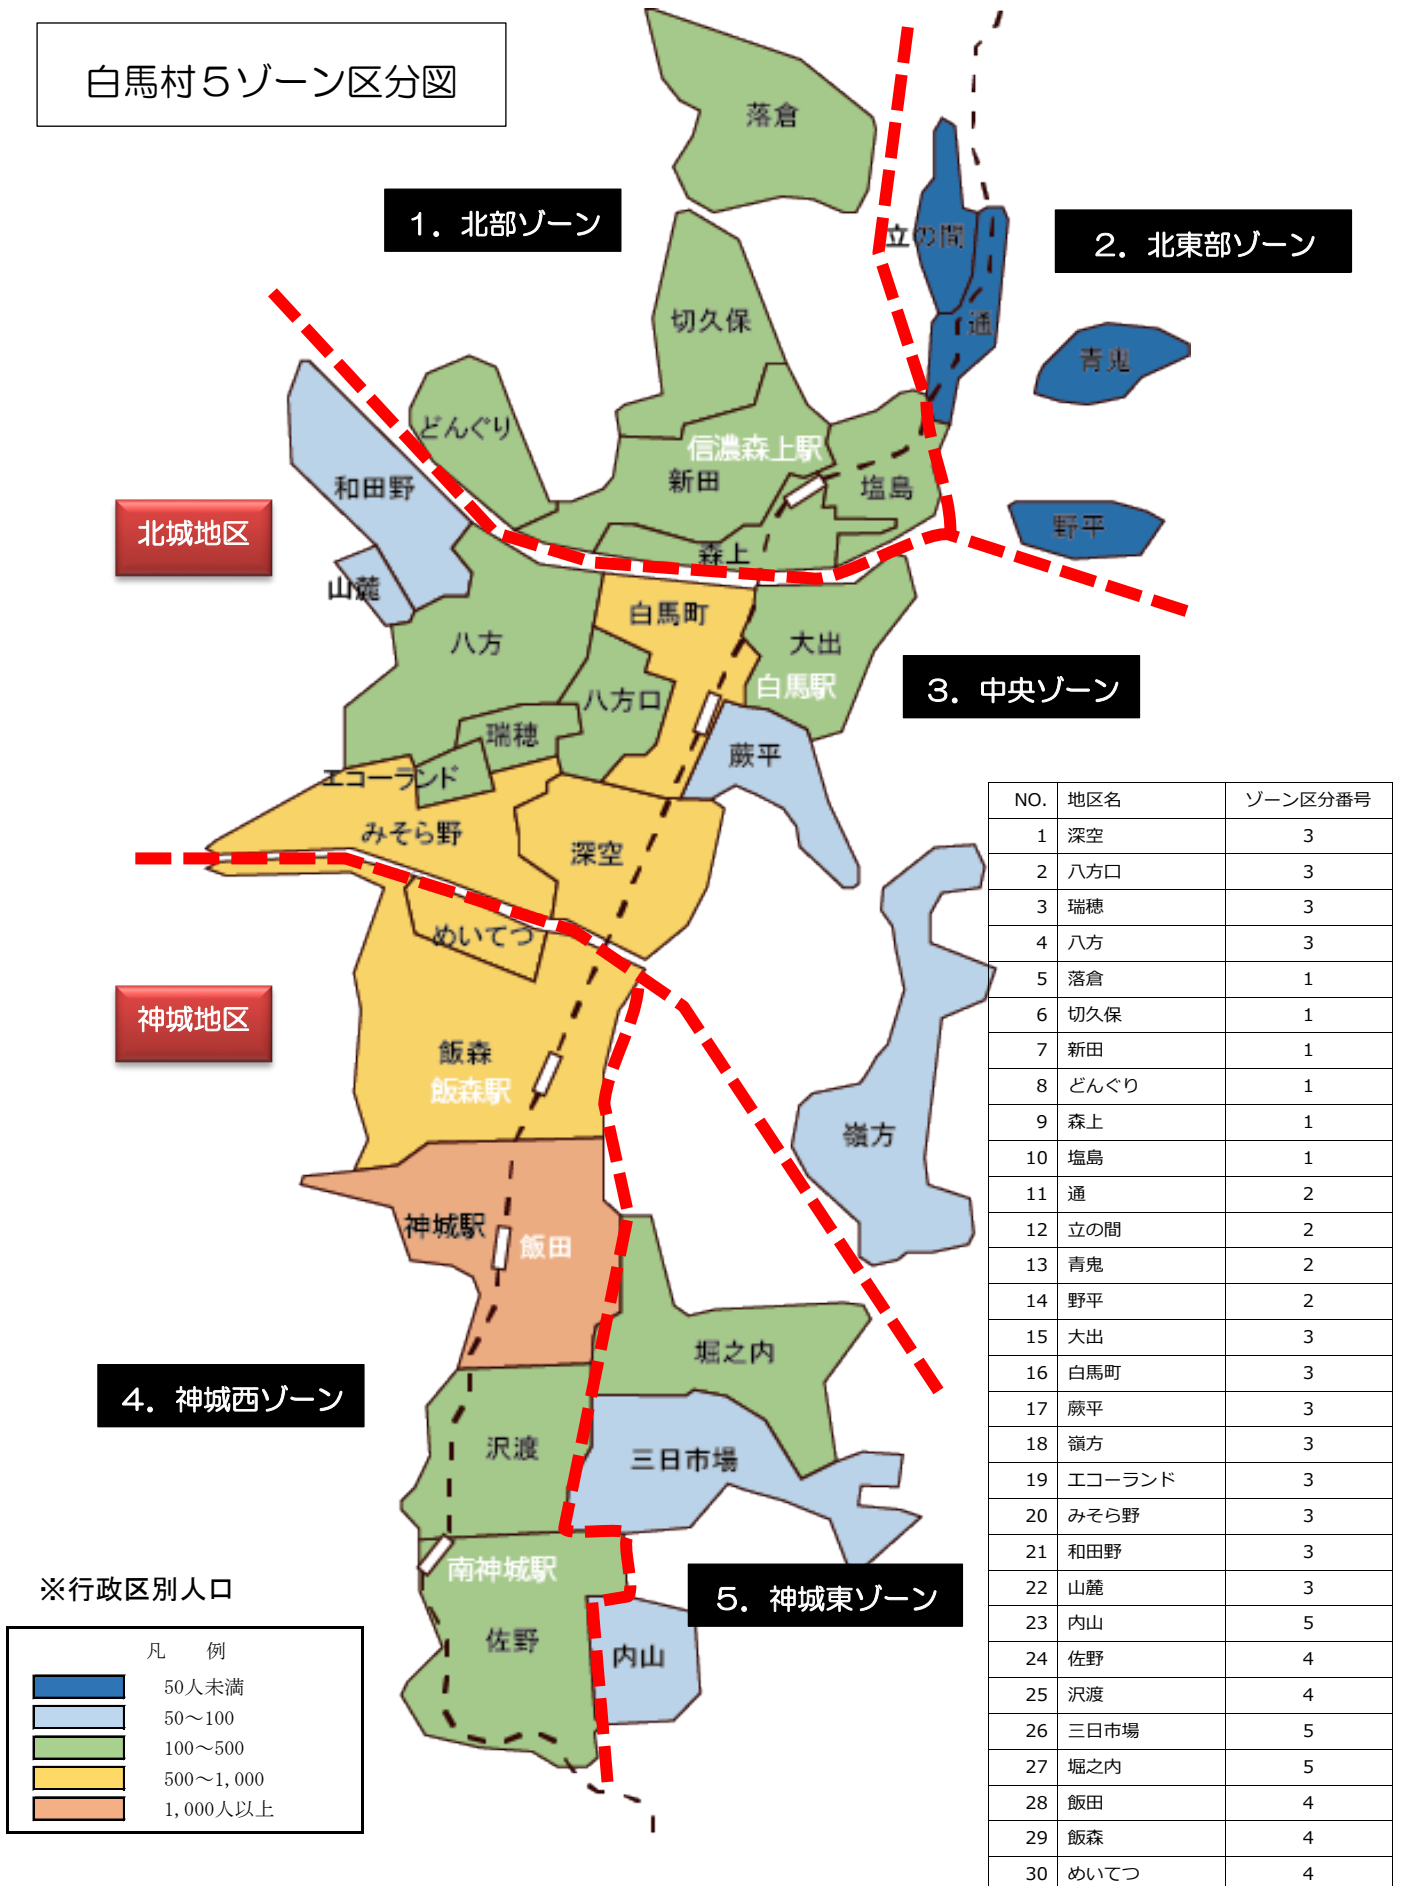 白馬村５ゾーン区分図
落倉
１．北部ゾーン
立の間
２．北東部ゾーン
切久保
通
青鬼
どんぐり
信濃森上駅
新田
塩島
和田野
北城地区
野平
森上
山麓
白馬町
八方
大出
白馬駅
３．中央ゾーン
八方口
瑞穂
蕨平
エコーランド
みそら野
深空
めいてつ
神城地区
飯森
飯森駅
嶺方
神城駅
飯田
堀之内
４．神城西ゾーン
沢渡
三日市場
南神城駅
５．神城東ゾーン
佐野
内山
※行政区別人口
凡　例
50人未満
50～100
100～500
500～1,000
1,000人以上
NO. 地区名 ゾーン区分番号
1 深空 3
2 八方口 3
3 瑞穂 3
4 八方 3
5 落倉 1
6 切久保 1
7 新田 1
8 どんぐり 1
9 森上 1
10 塩島 1
11 通 2
12 立の間 2
13 青鬼 2
14 野平 2
15 大出 3
16 白馬町 3
17 蕨平 3
18 嶺方 3
19 エコーランド 3
20 みそら野 3
21 和田野 3
22 山麓 3
23 内山 5
24 佐野 4
25 沢渡 4
26 三日市場 5
27 堀之内 5
28 飯田 4
29 飯森 4
30 めいてつ 4